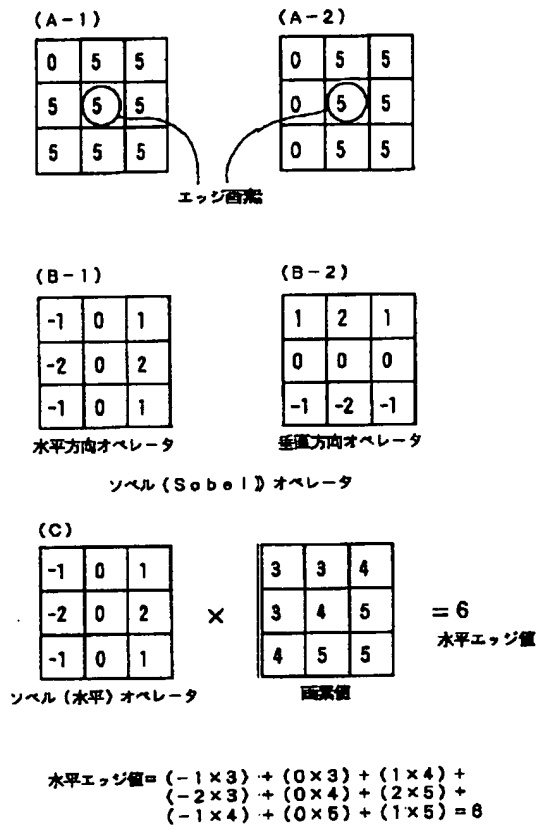 (A-1) (A-2)
0 5 5 0 5 5
5 5 5 0 5 5
5 5 5 0 5 5
エッジ画素
(B-1) (B-2)
-1 0 1 1 2 1
-2 0 2 0 0 0
-1 0 1 -1 -2 -1
水平方向オペレータ 垂直方向オペレータ
ソベル(Sobel)オペレータ
(C)
-1 0 1 3 3 4
-2 0 2 × 3 4 5 =6
水平エッジ値
-1 0 1 4 5 5
ソベル(水平)オペレータ 画素値
水平エッジ値=(-1×3)+(0×3)+(1×4)+
(-2×3)+(0×4)+(2×5)+
(-1×4)+(0×5)+(1×5)=6